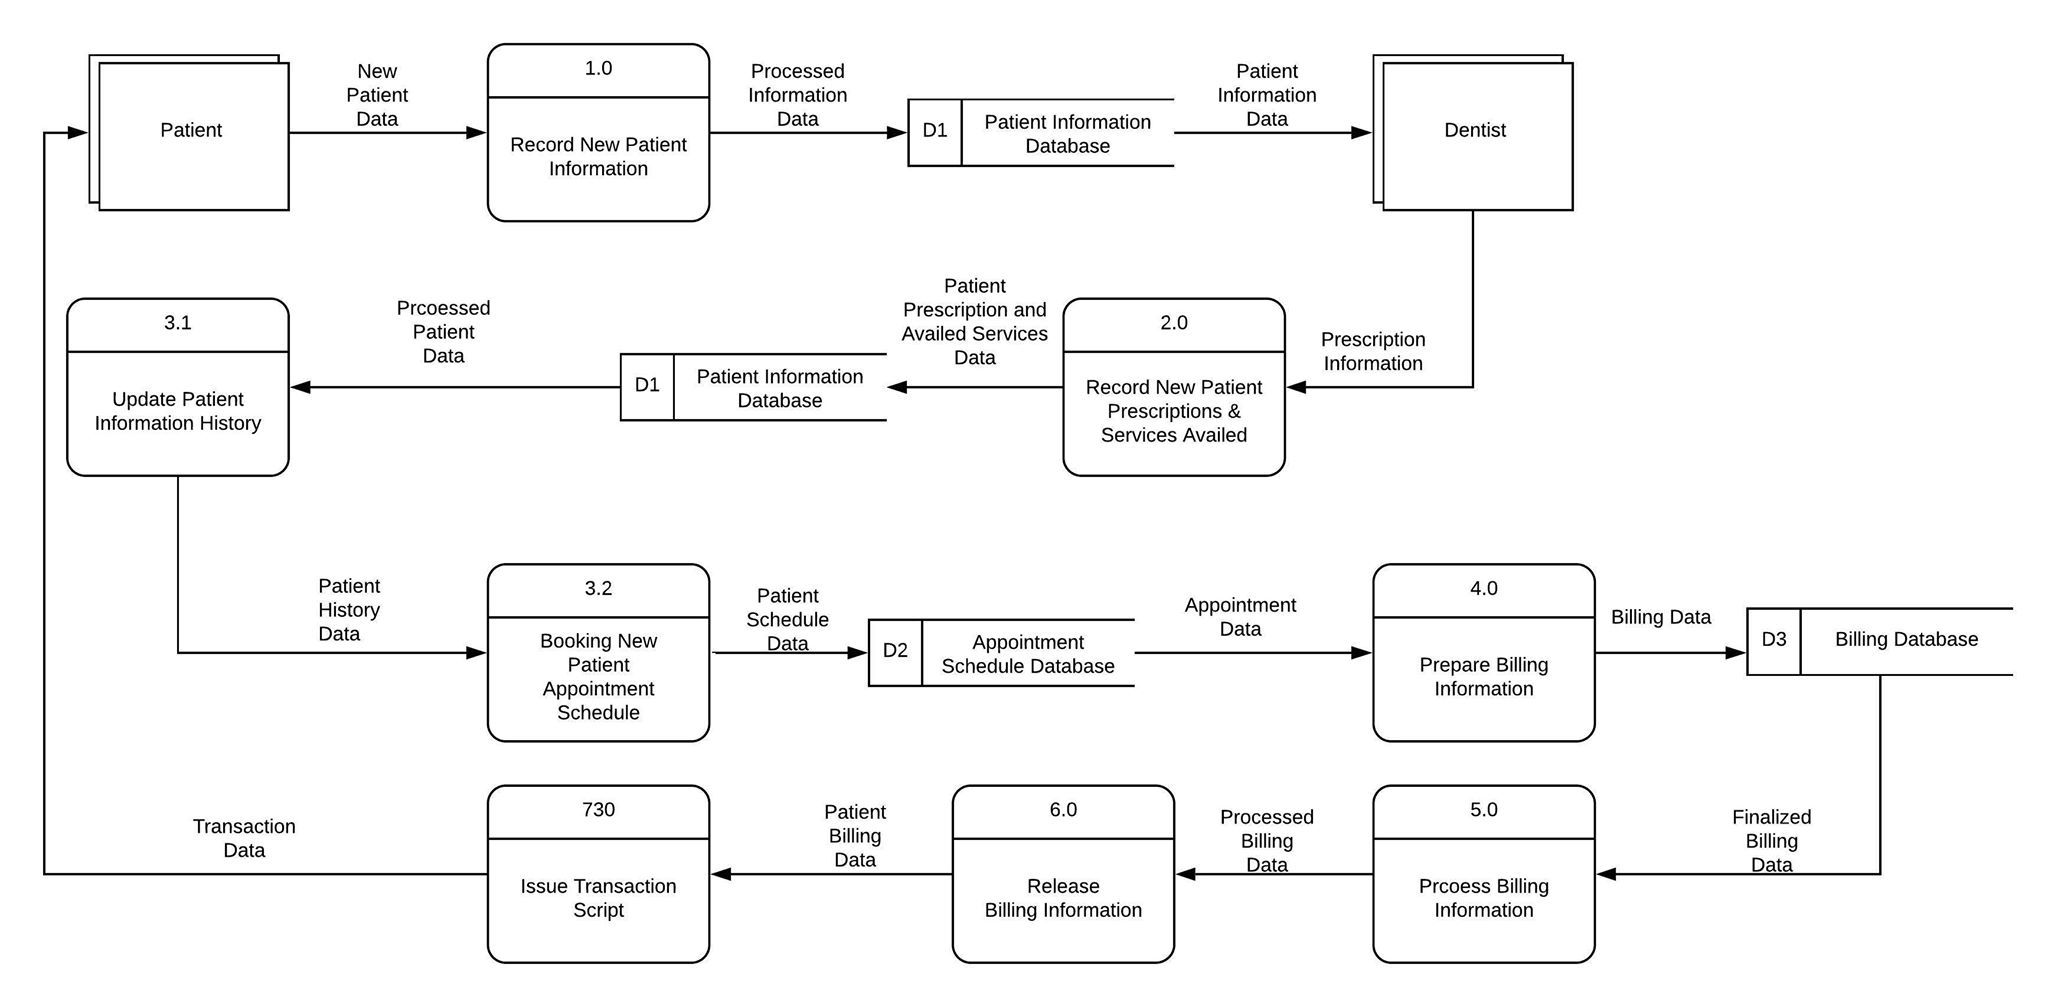 Patient
New
Patient
Data
1.0
Record New Patient
Information
Processed
Information
Data
D1
Patient Information
Database
Patient
Information
Data
Dentist
3.1
Update Patient
Information History
Prcoessed
Patient
Data
D1
Patient Information
Database
Patient
Prescription and
Availed Services
Data
2.0
Record New Patient
Prescriptions &
Services Availed
Prescription
Information
Patient
History
Data
3.2
Booking New
Patient
Appointment
Schedule
Patient
Schedule
Data
D2
Appointment
Schedule Database
Appointment
Data
4.0
Prepare Billing
Information
Billing Data
D3
Billing Database
Transaction
Data
730
Issue Transaction
Script
Patient
Billing
Data
6.0
Release
Billing Information
Processed
Billing
Data
5.0
Prcoess Billing
Information
Finalized
Billing
Data